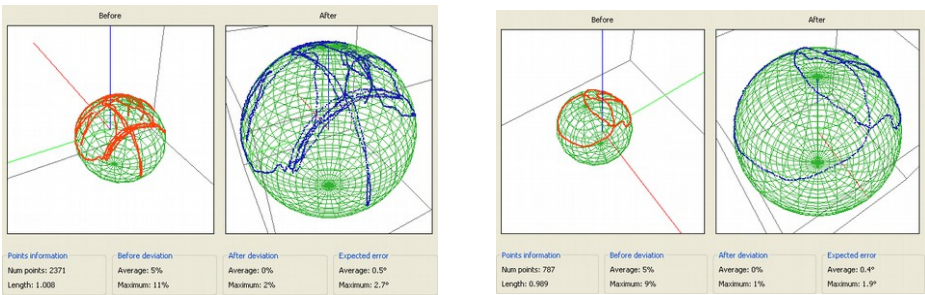 Before
After
Points information
Num points: 2371
Length: 1.008
Before deviation
Average: 5%
Maximum: 11%
After deviation
Average: 0%
Maximum: 2%
Expected error
Average: 0.5°
Maximum: 2.7°
Before
After
Points information
Num points: 787
Length: 0.989
Before deviation
Average: 5%
Maximum: 9%
After deviation
Average: 0%
Maximum: 1%
Expected error
Average: 0.4°
Maximum: 1.9°